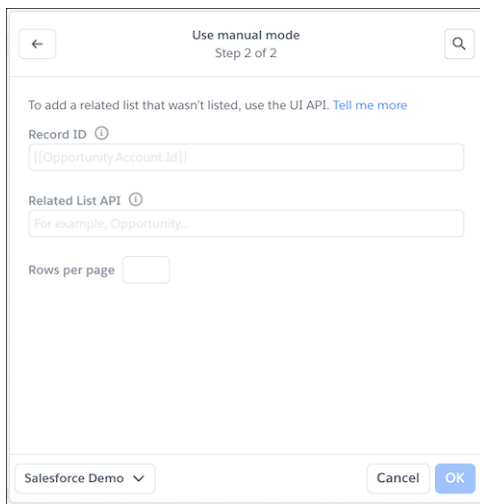 Use manual mode
Step 2 of 2
To add a related list that wasn't listed, use the UI API. Tell me more
Record ID
[[Opportunity.Account.Id]]
Related List API
For example, Opportunity...
Rows per page
Salesforce Demo
Cancel
OK